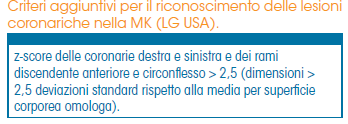 Criteri aggiuntivi per il riconoscimento delle lesioni
coronariche nella MK (LG USA).
z-score delle coronarie destra e sinistra e dei rami
discendente anteriore e circonflesso > 2,5 (dimensioni >
2,5 deviazioni standard rispetto alla media per superficie
corporea omologa).